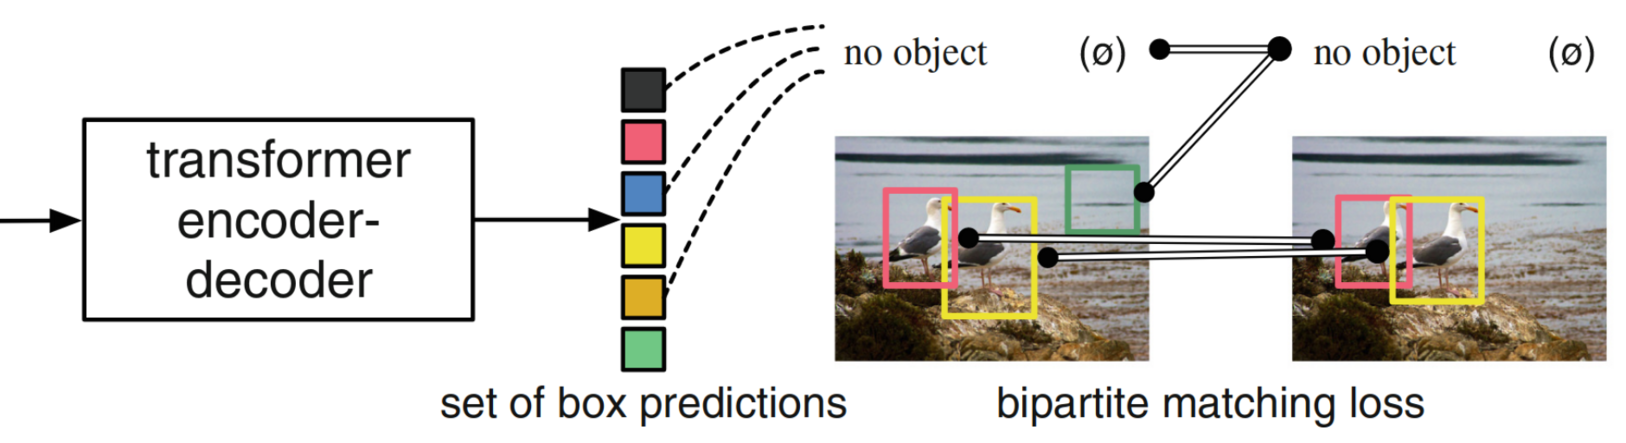 transformer
encoder-
decoder
set of box predictions
no object (ø)
no object (ø)
bipartite matching loss